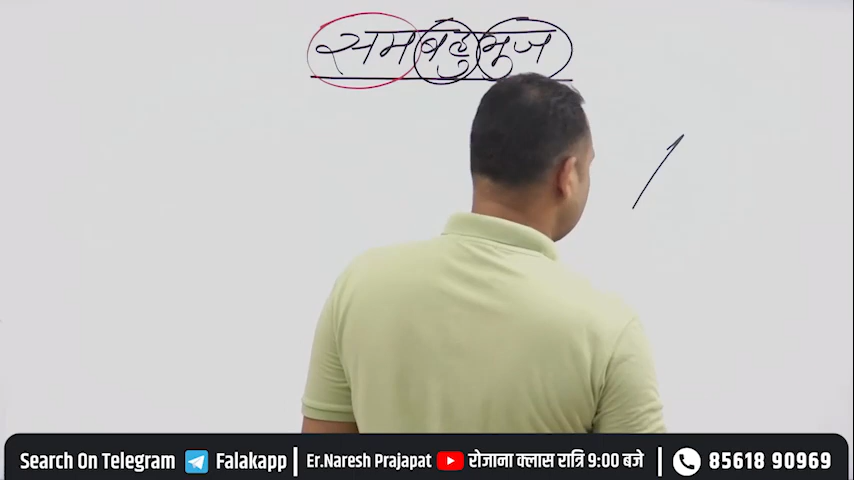 समबहुभुज
Search On Telegram Falakapp | Er.Naresh Prajapat रोजाना क्लास रात्रि 9:00 बजे | 85618 90969